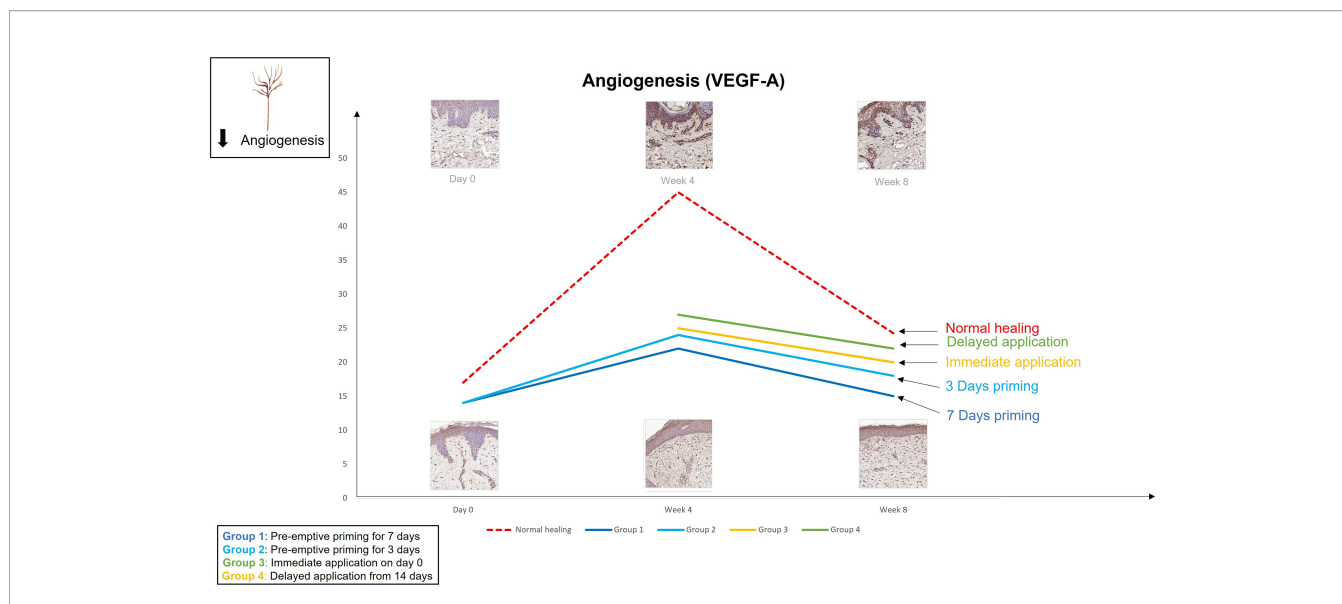 Angiogenesis (VEGF-A)
Angiogenesis
Day 0
Week 4
Week 8
50
45
40
35
30
25
20
15
10
5
0
Normal healing
Delayed application
Immediate application
3 Days priming
7 Days priming
Day 0
Week 4
Week 8
Normal healing
Group 1
Group 2
Group 3
Group 4
Group 1: Pre-emptive priming for 7 days
Group 2: Pre-emptive priming for 3 days
Group 3: Immediate application on day 0
Group 4: Delayed application from 14 days